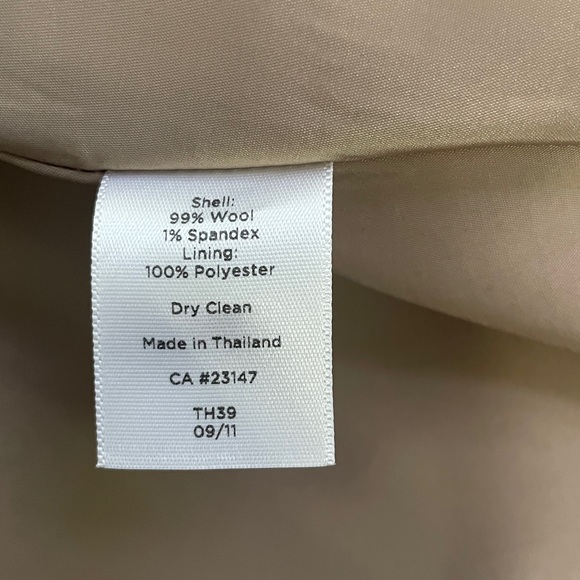 Shell:
99% Wool
1% Spandex
Lining:
100% Polyester
Dry Clean
Made in Thailand
CA #23147
TH39
09/11